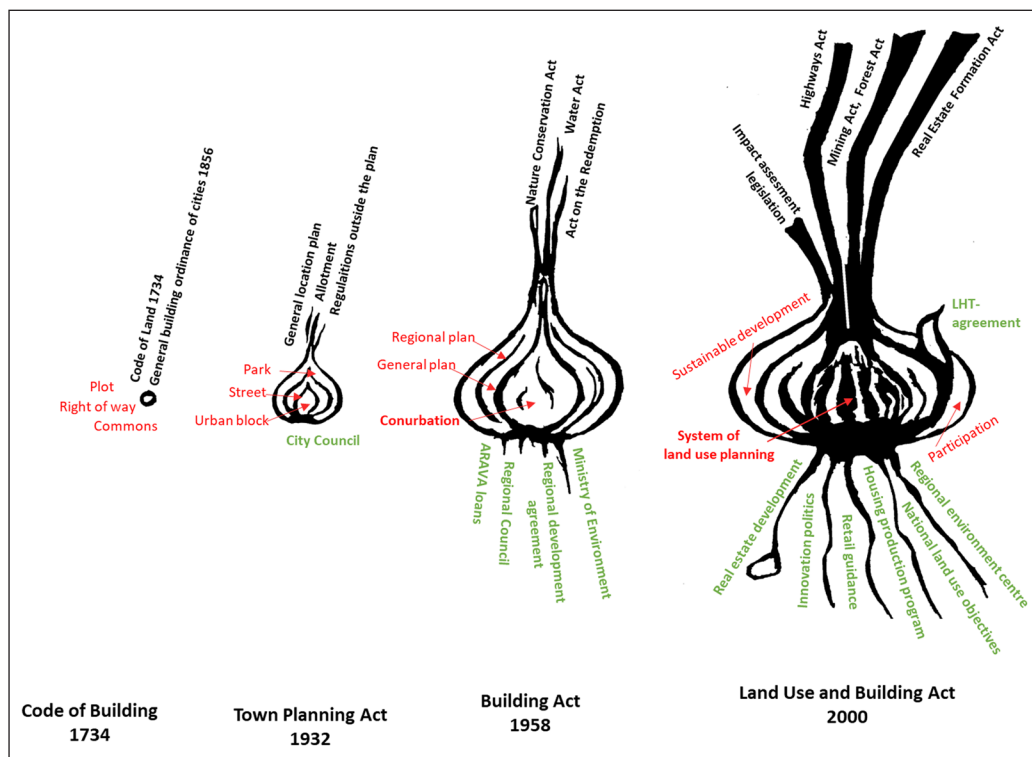 Code of Land 1734
General building ordinance of cities 1856
Plot
Right of way
Commons
Code of Building
1734
General location plan
Allotment
Regulaitions outside the plan
Park
Street
Urban block
City Council
Town Planning Act
1932
Nature Conservation Act
Water Act
Act on the Redemption
Regional plan
General plan
Conurbation
ARAVA loans
Regional Council
Regional development
agreement
Ministry of Environment
Building Act
1958
Impact assesment
legislation
Highways Act
Mining Act, Forest Act
Real Estate Formation Act
LHT-
agreement
Sustainable development
System of
land use planning
Participation
Real estate development
Innovation politics
Retail guidance
Housing production program
National land use objectives
Regional environment centre
Land Use and Building Act
2000